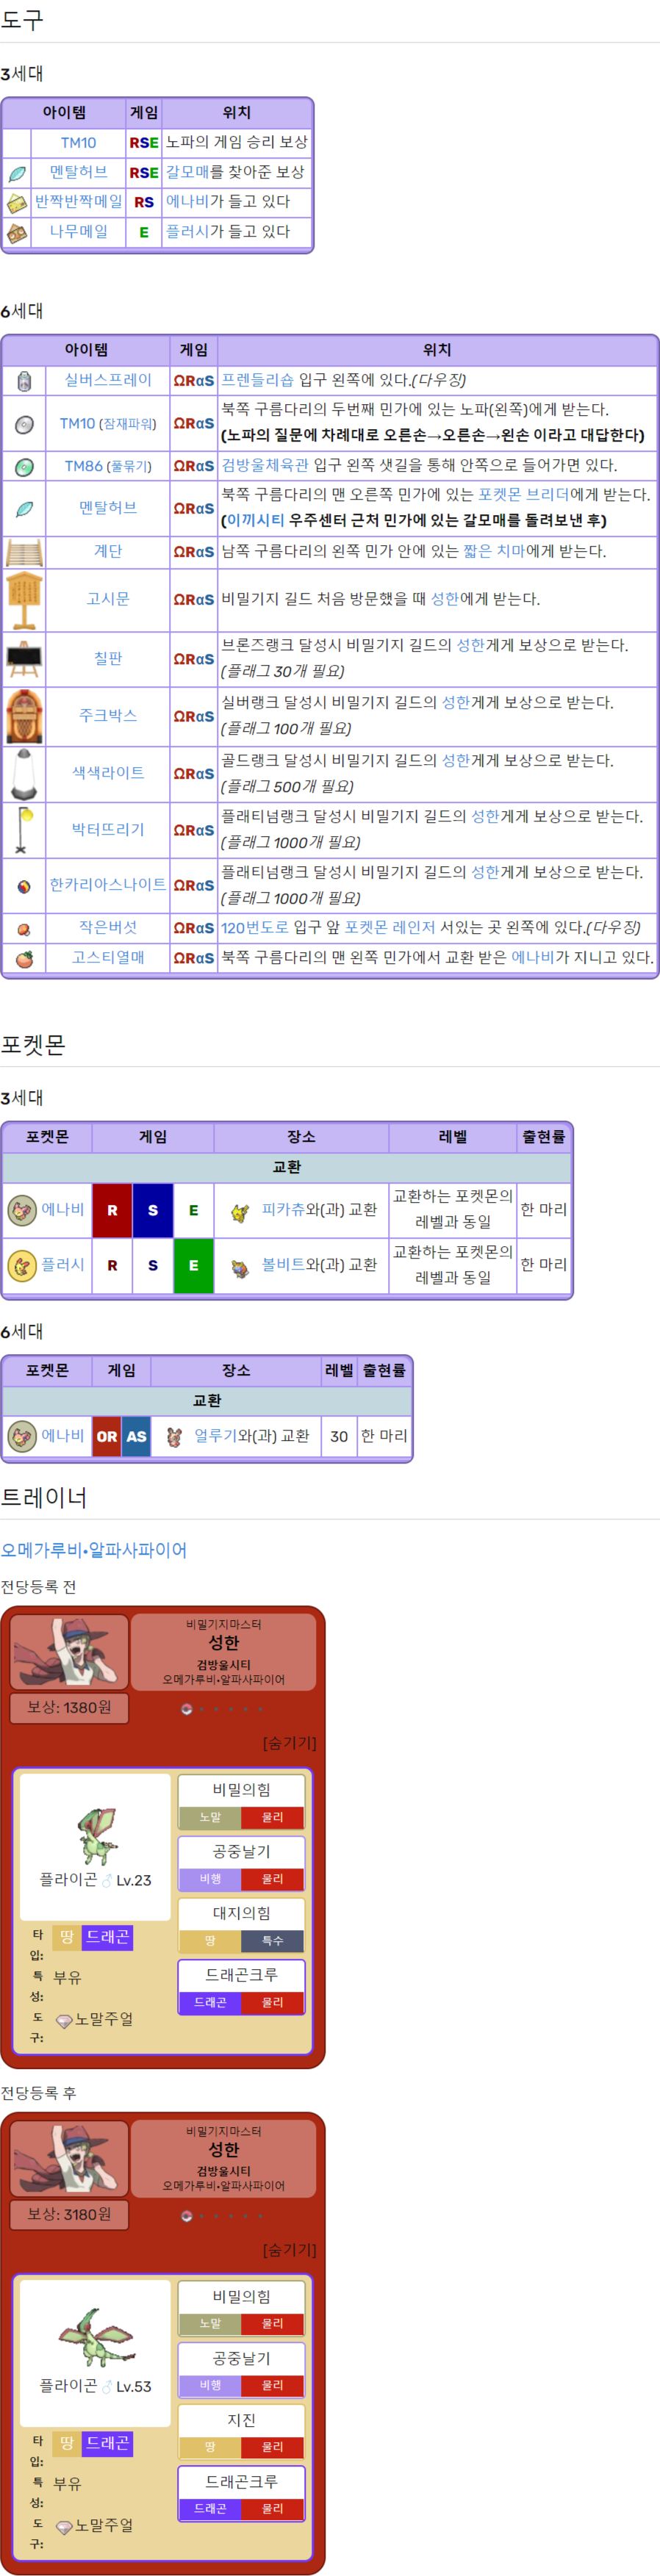 도구
3세대
아이템 게임 위치
TM10 RSE 노파의 게임 승리 보상
멘탈허브 RSE 갈모매를 찾아준 보상
반짝반짝메일 RS 에나비가 들고 있다
나무메일 E 플러시가 들고 있다
6세대
아이템 게임 위치
실버스프레이 ΩRαS 프렌들리숍 입구 왼쪽에 있다.(다우징)
TM10 (잠재파워) ΩRαS 북쪽 구름다리의 두번째 민가에 있는 노파(왼쪽)에게 받는다.
(노파의 질문에 차례대로 오른손→오른손→왼손 이라고 대답한다)
TM86 (풀묶기) ΩRαS 검방울체육관 입구 왼쪽 샛길을 통해 안쪽으로 들어가면 있다.
멘탈허브 ΩRαS 북쪽 구름다리의 맨 오른쪽 민가에 있는 포켓몬 브리더에게 받는다.
(이끼시티 우주센터 근처 민가에 있는 갈모매를 돌려보낸 후)
계단 ΩRαS 남쪽 구름다리의 왼쪽 민가 안에 있는 짧은 치마에게 받는다.
고시문 ΩRαS 비밀기지 길드 처음 방문했을 때 성한에게 받는다.
칠판 ΩRαS 브론즈랭크 달성시 비밀기지 길드의 성한게게 보상으로 받는다.
(플래그 30개 필요)
주크박스 ΩRαS 실버랭크 달성시 비밀기지 길드의 성한게게 보상으로 받는다.
(플래그 100개 필요)
색색라이트 ΩRαS 골드랭크 달성시 비밀기지 길드의 성한게게 보상으로 받는다.
(플래그 500개 필요)
박터뜨리기 ΩRαS 플래티넘랭크 달성시 비밀기지 길드의 성한게게 보상으로 받는다.
(플래그 1000개 필요)
한카리아스나이트 ΩRαS 플래티넘랭크 달성시 비밀기지 길드의 성한게게 보상으로 받는다.
(플래그 1000개 필요)
작은버섯 ΩRαS 120번도로 입구 앞 포켓몬 레인저 서있는 곳 왼쪽에 있다.(다우징)
고스티열매 ΩRαS 북쪽 구름다리의 맨 왼쪽 민가에서 교환 받은 에나비가 지니고 있다.
포켓몬
3세대
포켓몬 게임 장소 레벨 출현률
교환
에나비 R S E 피카츄와(과) 교환 교환하는 포켓몬의 레벨과 동일 한 마리
플러시 R S E 볼비트와(과) 교환 교환하는 포켓몬의 레벨과 동일 한 마리
6세대
포켓몬 게임 장소 레벨 출현률
교환
에나비 OR AS 얼루기와(과) 교환 30 한 마리
트레이너
오메가루비•알파사파이어
전당등록 전
비밀기지마스터
성한
검방울시티
오메가루비•알파사파이어
보상: 1380원
[숨기기]
플라이곤 ♂ Lv.23
타입: 땅 드래곤
특성: 부유
도구: 노말주얼
비밀의힘
노말 물리
공중날기
비행 물리
대지의힘
땅 특수
드래곤크루
드래곤 물리
전당등록 후
비밀기지마스터
성한
검방울시티
오메가루비•알파사파이어
보상: 3180원
[숨기기]
플라이곤 ♂ Lv.53
타입: 땅 드래곤
특성: 부유
도구: 노말주얼
비밀의힘
노말 물리
공중날기
비행 물리
지진
땅 물리
드래곤크루
드래곤 물리